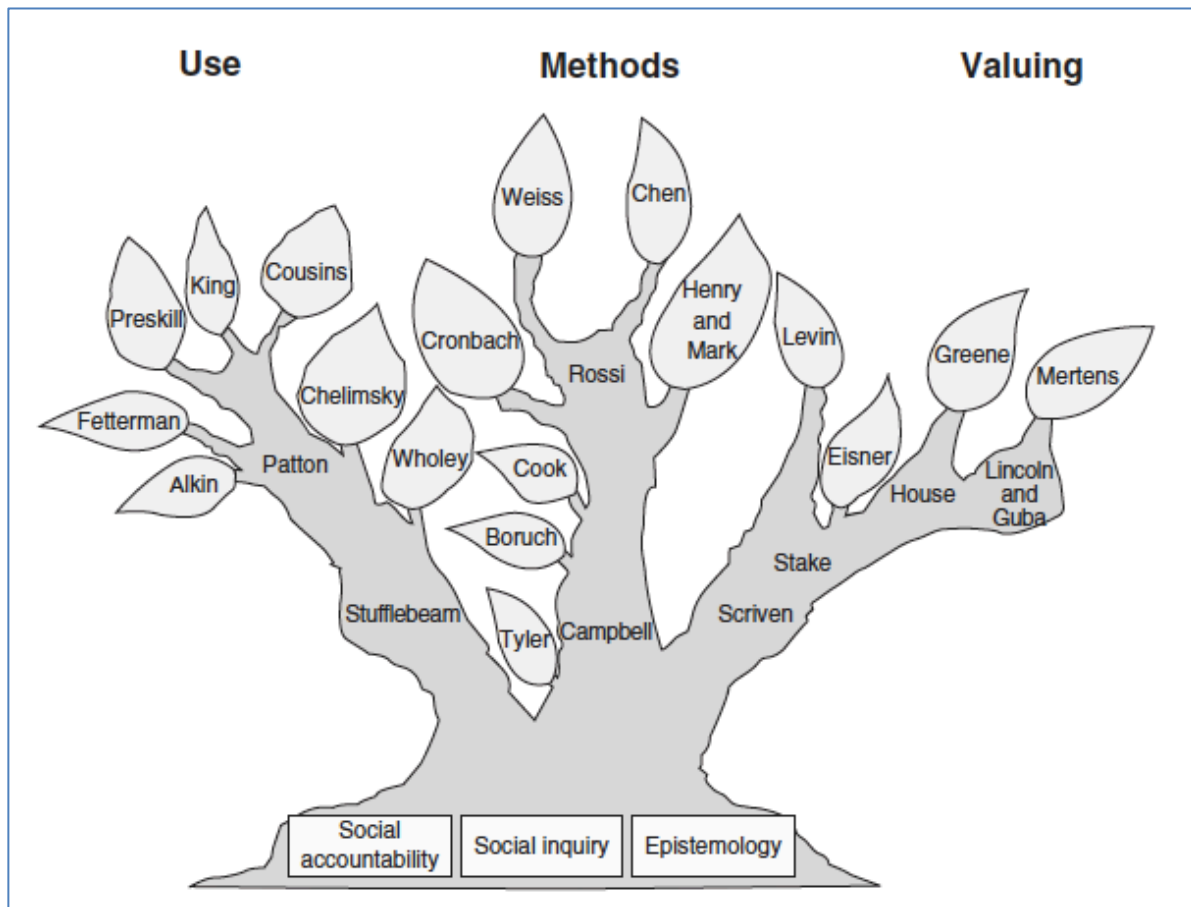 Use
Methods
Valuing
Weiss
Chen
King
Cousins
Preskill
Cronbach
Henry
and
Mark
Levin
Greene
Mertens
Rossi
Chelimsky
Fetterman
Alkin
Patton
Wholey
Cook
Eisner
House
Lincoln
and
Guba
Boruch
Stake
Stufflebeam
Tyler
Campbell
Scriven
Social
accountability
Social inquiry
Epistemology